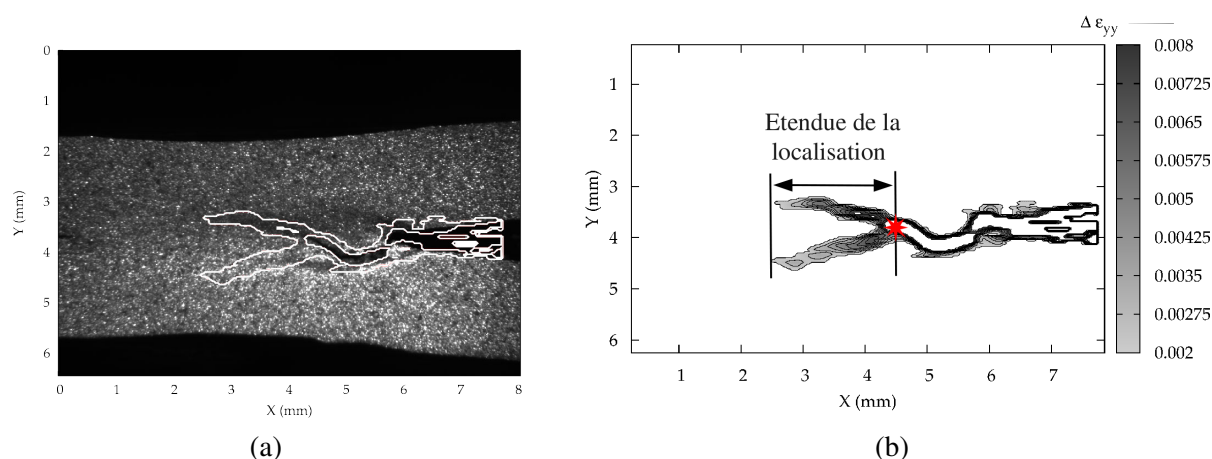 0
1
2
3
4
5
6
Y (mm)
0 1 2 3 4 5 6 7 8
X (mm)
(a)
Δ ε_yy
0.008
0.00725
0.0065
0.00575
0.005
0.00425
0.0035
0.00275
0.002
Etendue de la
localisation
1
2
3
4
5
6
Y (mm)
1 2 3 4 5 6 7
X (mm)
(b)